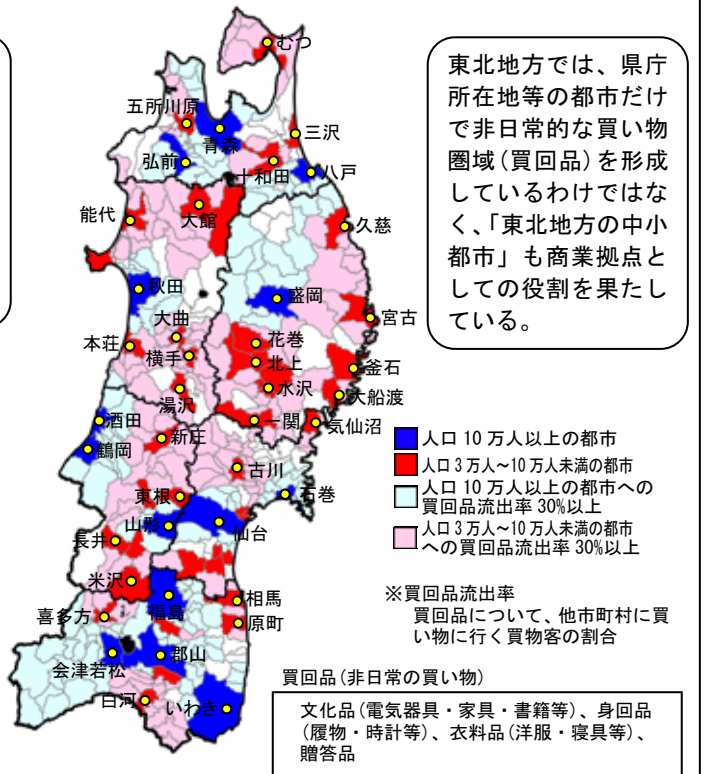 東北地方では、県庁
所在地等の都市だけ
で非日常的な買い物
圏域(買回品)を形成
しているわけではな
く、「東北地方の中小
都市」も商業拠点と
しての役割を果たし
ている。
むつ
五所川原
青森
三沢
弘前
十和田
八戸
能代
大館
久慈
秋田
盛岡
宮古
大曲
本荘
花巻
横手
北上
釜石
水沢
湯沢
大船渡
一関
気仙沼
酒田
新庄
鶴岡
古川
東根
石巻
山形
仙台
長井
米沢
福島
相馬
喜多方
原町
会津若松
郡山
白河
いわき
人口 10 万人以上の都市
人口 3 万人～10 万人未満の都市
人口 10 万人以上の都市への
買回品流出率 30%以上
人口 3 万人～10 万人未満の都市
への買回品流出率 30%以上
※買回品流出率
買回品について、他市町村に買
い物に行く買物客の割合
買回品(非日常の買い物)
文化品(電気器具・家具・書籍等)、身回品
(履物・時計等)、衣料品(洋服・寝具等)、
贈答品